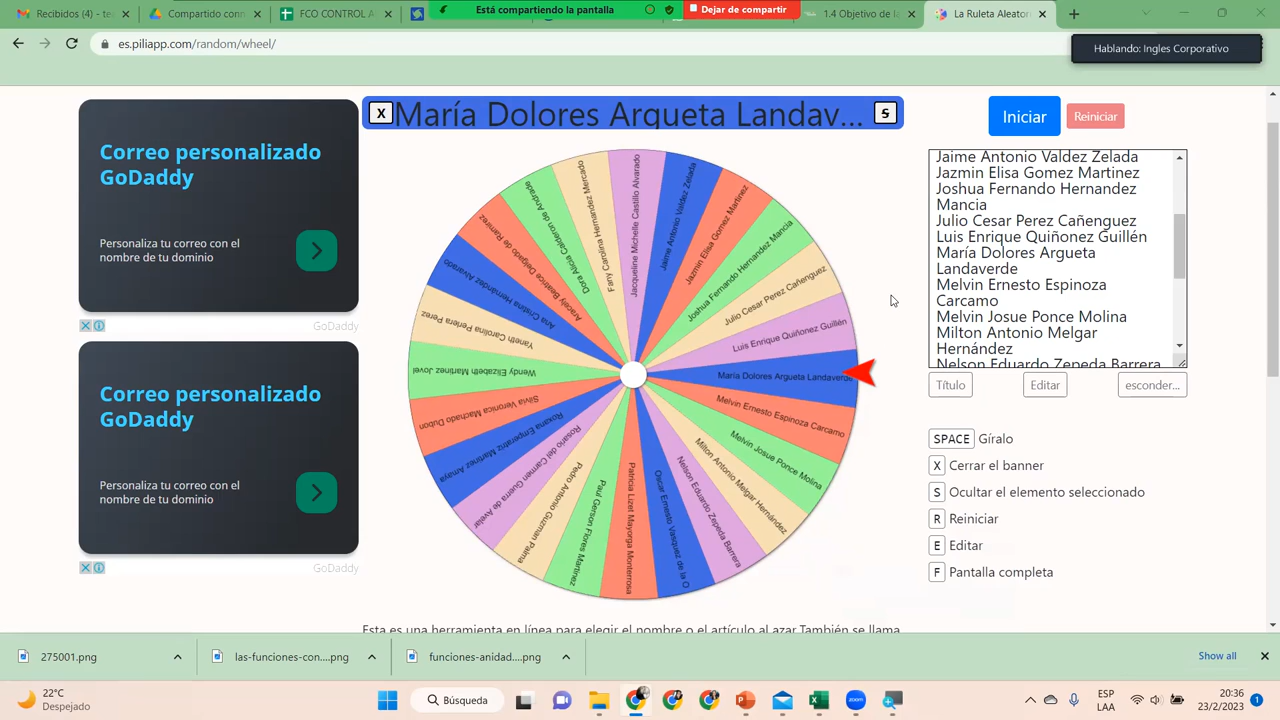 Recibidos (4) - te
Compartido conn
FCO CONTROL A
Está compartiendo la pantalla
Dejar de compartir
1.4 Objetivo de la
La Ruleta Aleator
es.piliapp.com/random/wheel/
Hablando: Ingles Corporativo
Correo personalizado
GoDaddy
Personaliza tu correo con el
nombre de tu dominio
GoDaddy
Correo personalizado
GoDaddy
Personaliza tu correo con el
nombre de tu dominio
GoDaddy
X
María Dolores Argueta Landav...
S
Jacqueline Michelle Castillo Alvarado
Jaime Antonio Valdez Zelada
Jazmin Elisa Gomez Martinez
Joshua Fernando Hernandez Mancia
Julio Cesar Perez Cañenguez
Luis Enrique Quiñonez Guillén
María Dolores Argueta Landaverde
Melvin Ernesto Espinoza Carcamo
Melvin Josue Ponce Molina
Milton Antonio Melgar Hernández
Nelson Eduardo Zepeda Barrera
Oscar Ernesto Vasquez de la O
Patricia Lizet Mayorga Monterrosa
Paul Gerson Flores Martinez
Pedro Antonio Guzman Palma
Rosario del Carmen Guerra de Avelar
Roxana Emperatriz Martinez Amaya
Silvia Veronica Machado Dubon
Wendy Elizabeth Martinez Jovel
Yaneth Carolina Perlera Perez
Ana Cristina Hernandez Alvarado
Aracely Beatrice Delgado de Ramirez
Dora Alicia Calderon de Andrade
Fany Carolina Hernandez Mercado
Iniciar
Reiniciar
Jaime Antonio Valdez Zelada
Jazmin Elisa Gomez Martinez
Joshua Fernando Hernandez
Mancia
Julio Cesar Perez Cañenguez
Luis Enrique Quiñonez Guillén
María Dolores Argueta
Landaverde
Melvin Ernesto Espinoza
Carcamo
Melvin Josue Ponce Molina
Milton Antonio Melgar
Hernández
Nelson Eduardo Zepeda Barrera
Título
Editar
esconder...
SPACE Gíralo
X Cerrar el banner
S Ocultar el elemento seleccionado
R Reiniciar
E Editar
F Pantalla completa
Esta es una herramienta en línea para elegir el nombre o el artículo al azar.También se llama
275001.png
las-funciones-con....png
funciones-anidad....png
Show all
22°C
Despejado
Búsqueda
zoom
ESP
LAA
20:36
23/2/2023
1